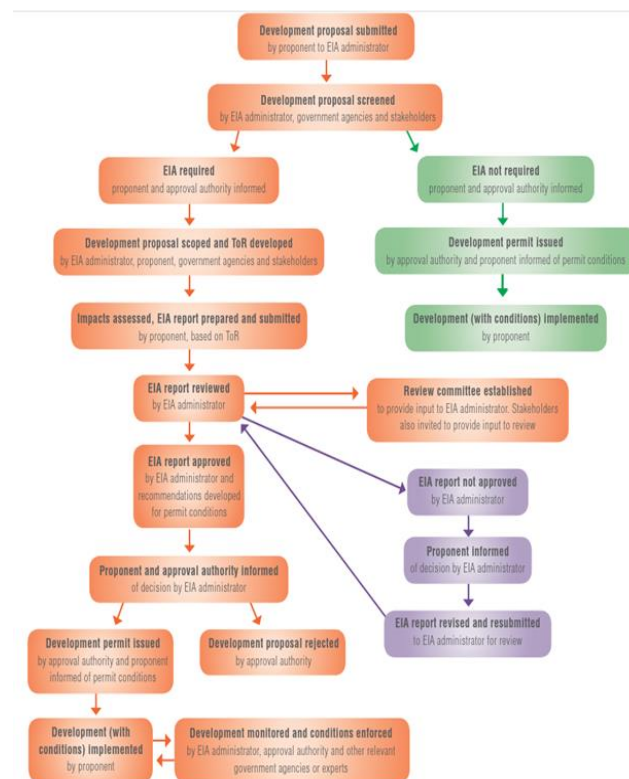 Development proposal submitted
by proponent to EIA administrator
Development proposal screened
by EIA administrator, government agencies and stakeholders
EIA required
proponent and approval authority informed
EIA not required
proponent and approval authority informed
Development proposal scoped and ToR developed
by EIA administrator, proponent, government agencies and stakeholders
Development permit issued
by approval authority and proponent informed of permit conditions
Impacts assessed, EIA report prepared and submitted
by proponent, based on ToR
Development (with conditions) implemented
by proponent
EIA report reviewed
by EIA administrator
Review committee established
to provide input to EIA administrator. Stakeholders
also invited to provide input to review
EIA report approved
by EIA administrator and
recommendations developed
for permit conditions
EIA report not approved
by EIA administrator
Proponent informed
of decision by EIA administrator
Proponent and approval authority informed
of decision by EIA administrator
EIA report revised and resubmitted
to EIA administrator for review
Development permit issued
by approval authority and proponent
informed of permit conditions
Development proposal rejected
by approval authority
Development (with
conditions) implemented
by proponent
Development monitored and conditions enforced
by EIA administrator, approval authority and other relevant
government agencies or experts